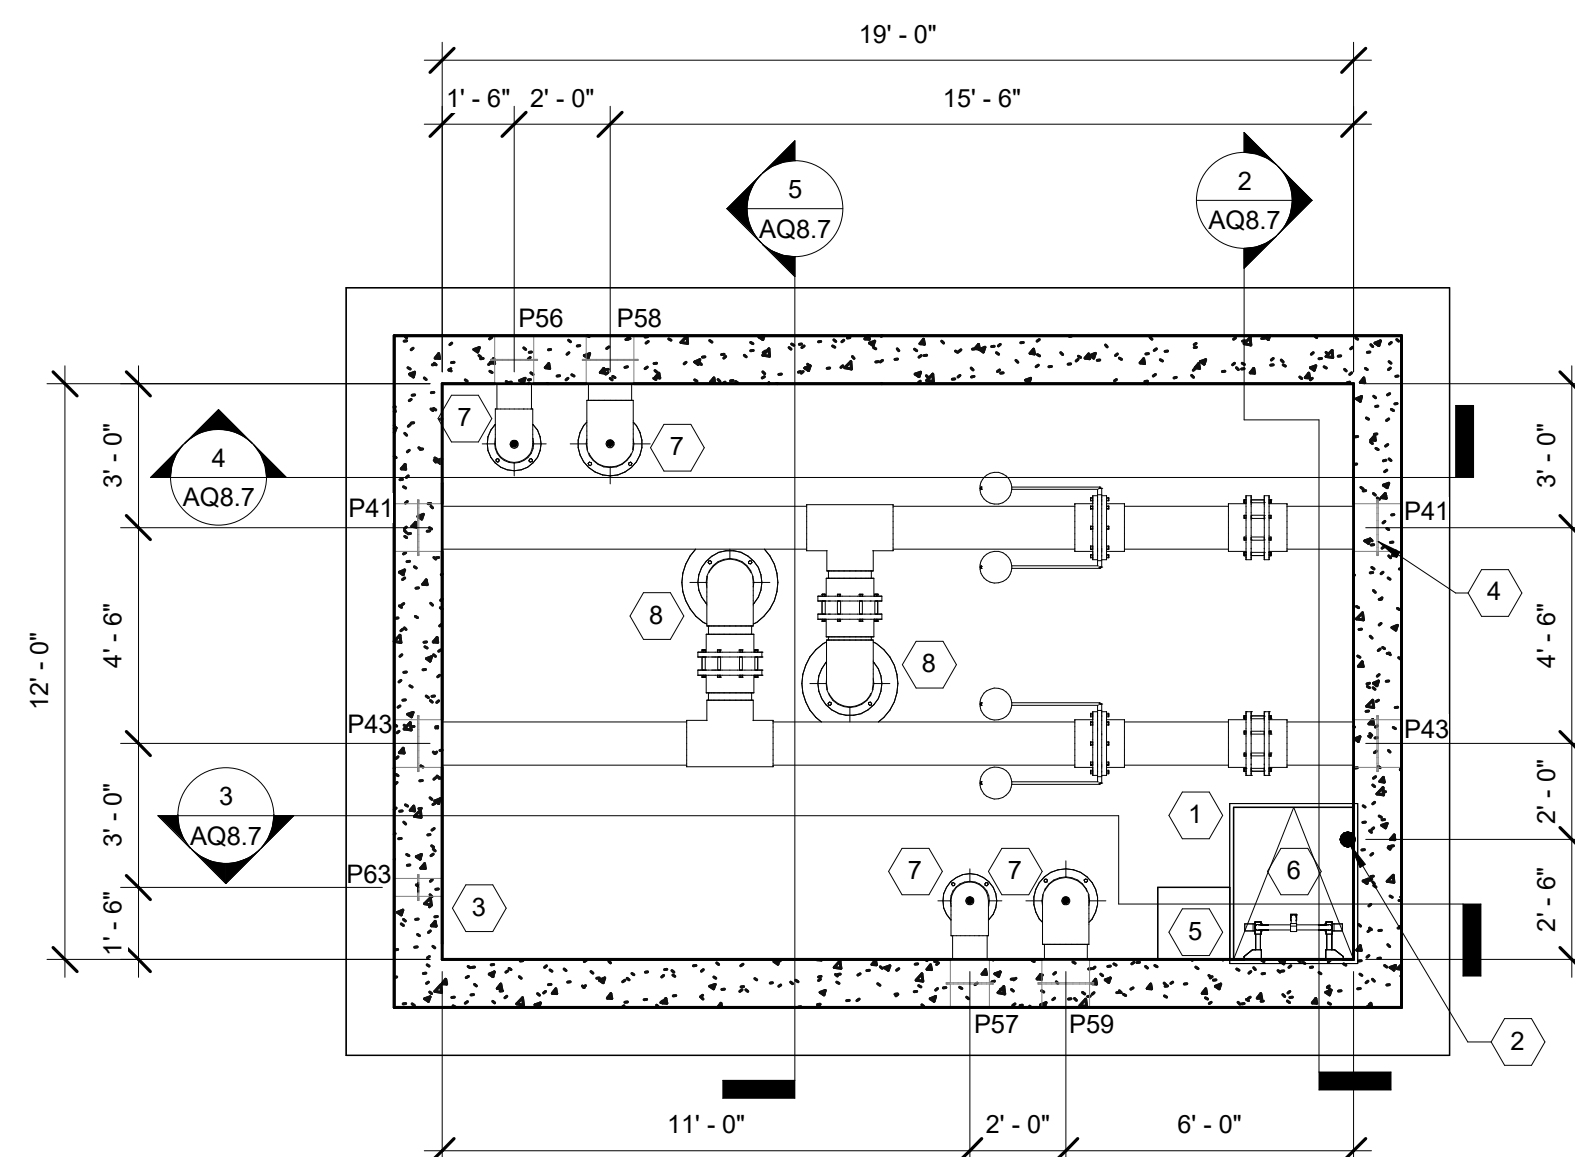 19' - 0"
1' - 6" 2' - 0" 15' - 6"
5
AQ8.7
2
AQ8.7
P56 P58
7
7
3' - 0"
4
AQ8.7
3' - 0"
P41
P41
4
8
8
4' - 6"
12' - 0"
4' - 6"
P43
P43
3
AQ8.7
3' - 0"
1
2' - 0"
P63
3
7
7
6
5
1' - 6"
2' - 6"
P57 P59
2
11' - 0" 2' - 0" 6' - 0"